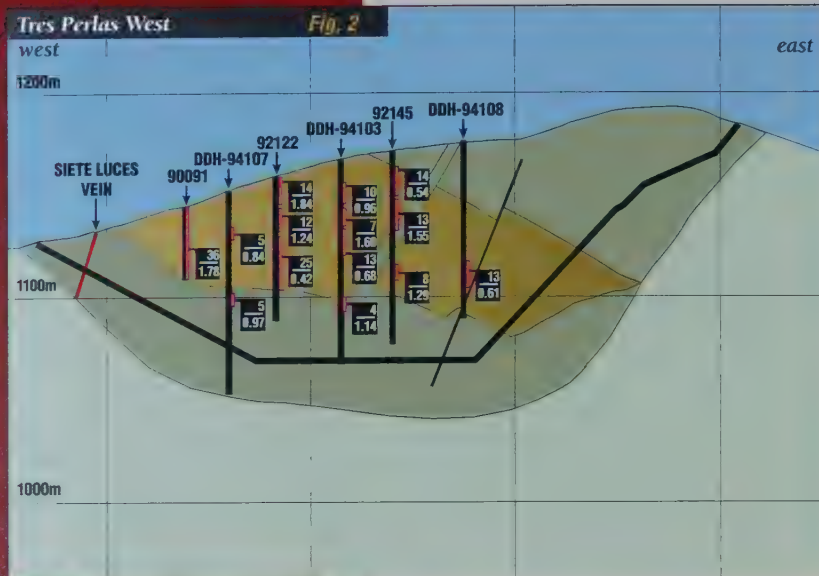 Tres Perlas West
Fig. 2
west
east
1200m
92145
DDH-94108
DDH-94103
92122
DDH-94107
SIETE LUCES
VEIN
90091
14
1.84
12
1.24
25
0.42
10
0.96
7
1.60
13
0.68
4
1.14
14
0.54
13
1.55
8
1.29
13
0.61
36
1.78
5
0.84
5
0.97
1100m
1000m